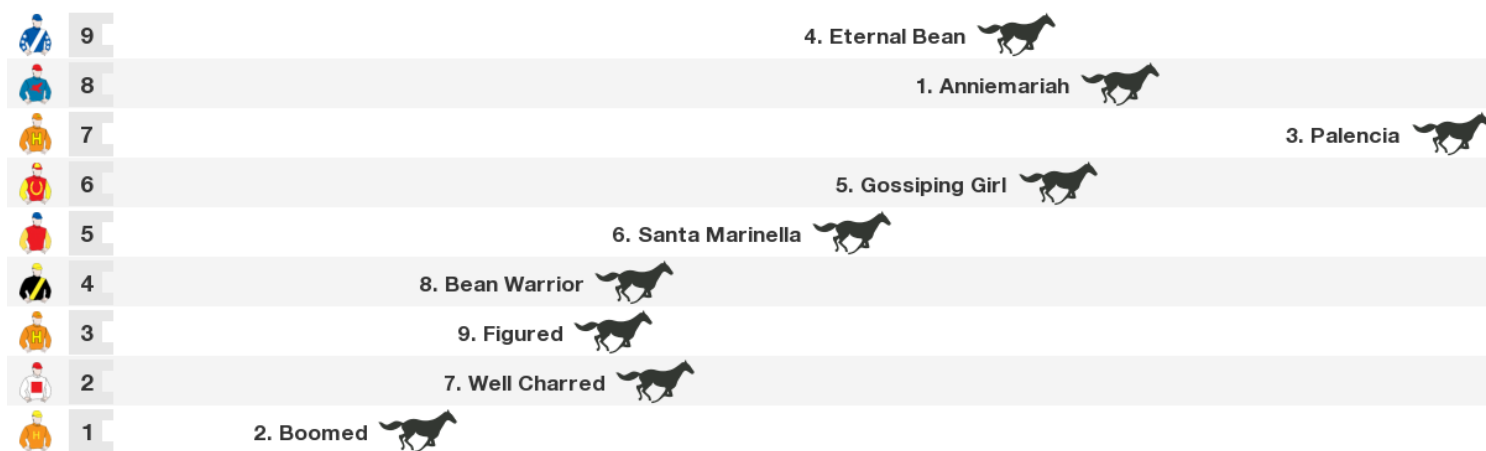 9 4. Eternal Bean
8 1. Anniemariah
7 3. Palencia
6 5. Gossiping Girl
5 6. Santa Marinella
4 8. Bean Warrior
H 3 9. Figured
2 7. Well Charred
H 1 2. Boomed